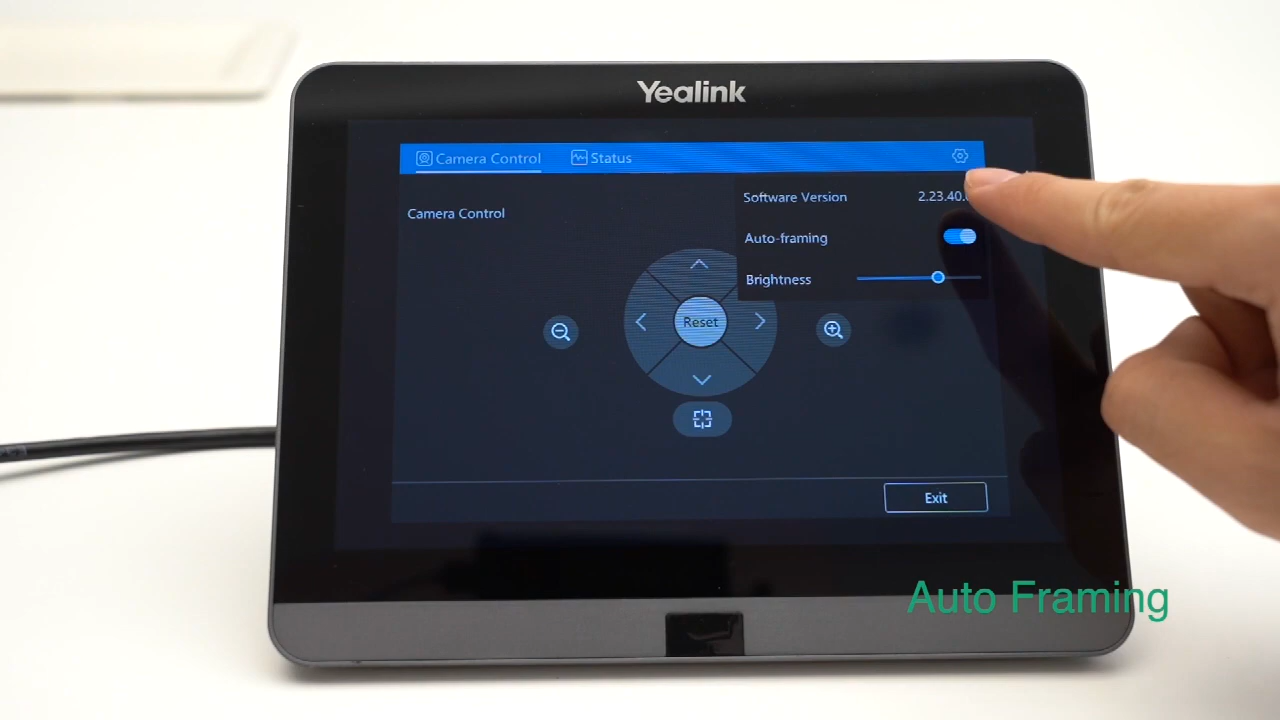 Yealink
Camera Control
Status
Software Version
2.23.40.
Camera Control
Auto-framing
Brightness
Reset
Exit
Auto Framing